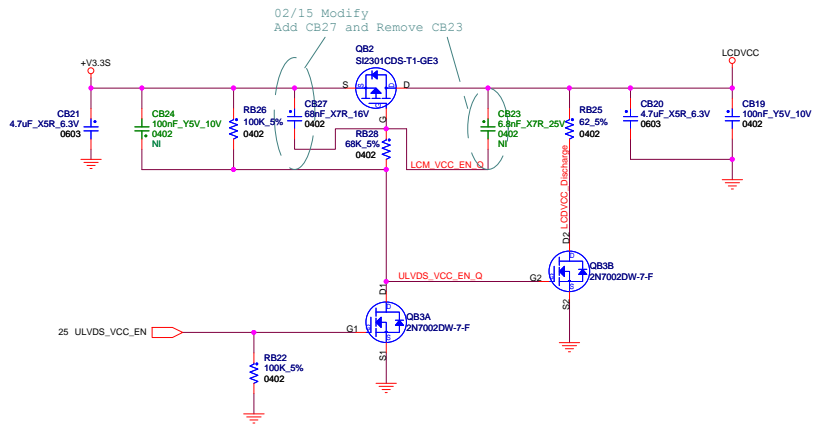 02/15 Modify
Add CB27 and Remove CB23
+V3.3S
QB2
SI2301CDS-T1-GE3
LCDVCC
S
D
G
CB21
4.7uF_X5R_6.3V
0603
CB24
100nF_Y5V_10V
0402
NI
RB26
100K_5%
0402
CB27
68nF_X7R_16V
0402
RB28
68K_5%
0402
CB23
6.8nF_X7R_25V
0402
NI
RB25
62_5%
0402
CB20
4.7uF_X5R_6.3V
0603
CB19
100nF_Y5V_10V
0402
LCM_VCC_EN_Q
LCDVCC_Discharge
D2
ULVDS_VCC_EN_Q
G2
QB3B
2N7002DW-7-F
S2
D1
25 ULVDS_VCC_EN
G1
QB3A
2N7002DW-7-F
S1
RB22
100K_5%
0402